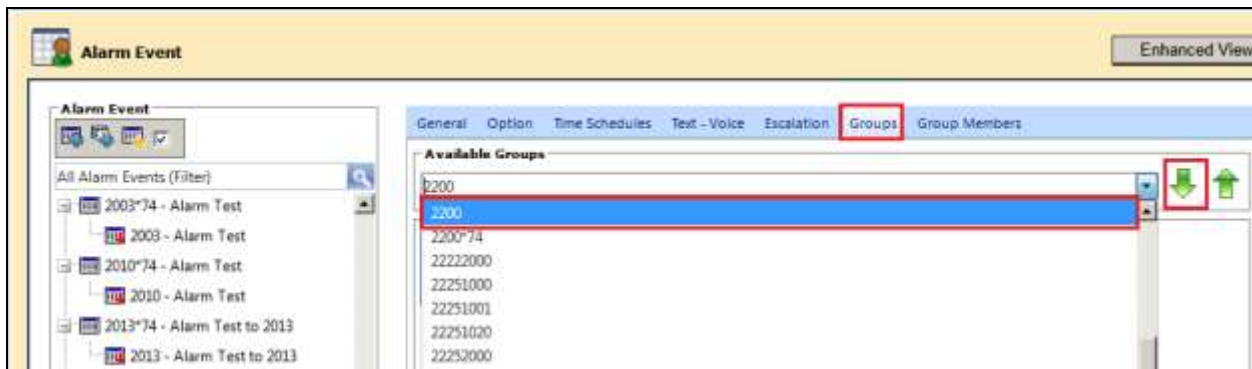 Alarm Event
Enhanced View
Alarm Event
All Alarm Events (Filter)
2003*74 - Alarm Test
2003 - Alarm Test
2010*74 - Alarm Test
2010 - Alarm Test
2013*74 - Alarm Test to 2013
2013 - Alarm Test to 2013
General Option Time Schedules Text - Voice Escalation Groups Group Members
Available Groups
2200
2200
2200*74
22222000
22251000
22251001
22251020
22252000